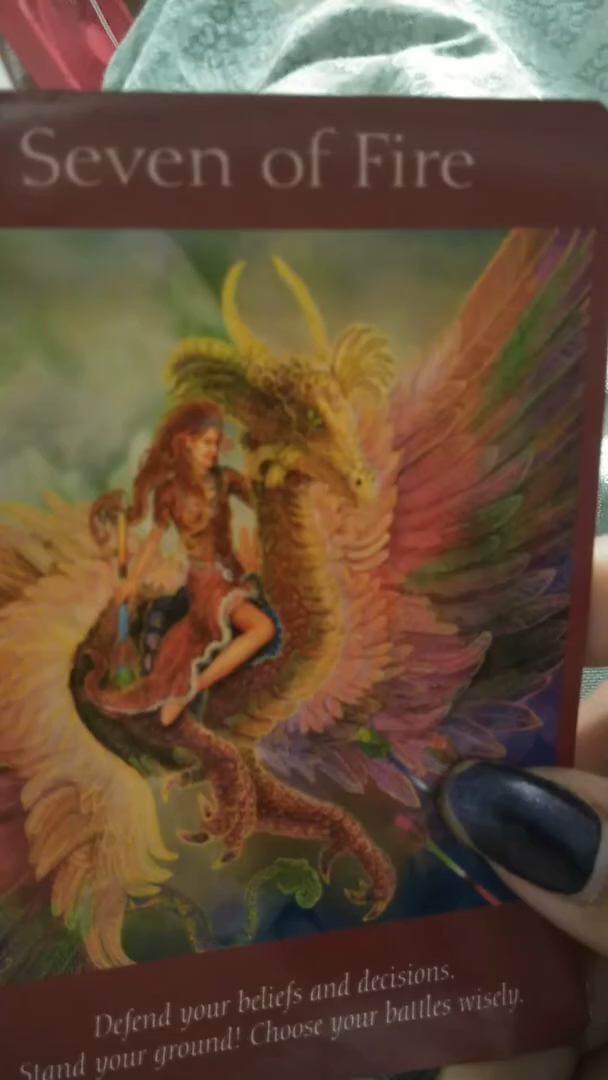 Seven of Fire
Defend your beliefs and decisions.
Stand your ground! Choose your battles wisely.